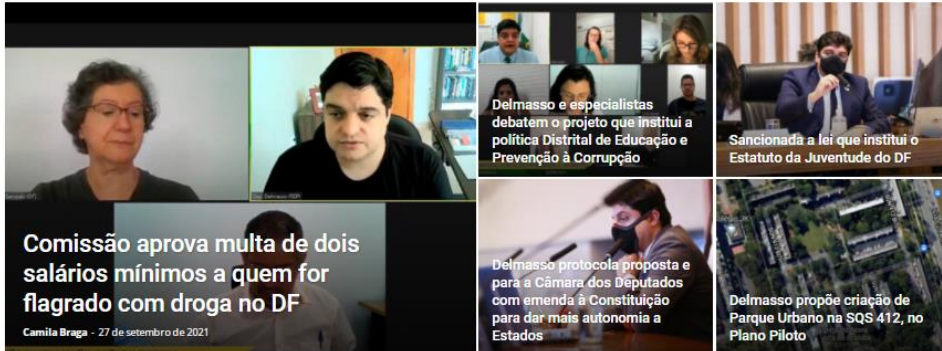 Comissão aprova multa de dois
salários mínimos a quem for
flagrado com droga no DF
Camila Braga - 27 de setembro de 2021
Delmasso e especialistas
debatem o projeto que institui a
política Distrital de Educação e
Prevenção à Corrupção
Sancionada a lei que institui o
Estatuto da Juventude do DF
Delmasso protocola proposta e
para a Câmara dos Deputados
com emenda à Constituição
para dar mais autonomia a
Estados
Delmasso propõe criação de
Parque Urbano na SQS 412, no
Plano Piloto